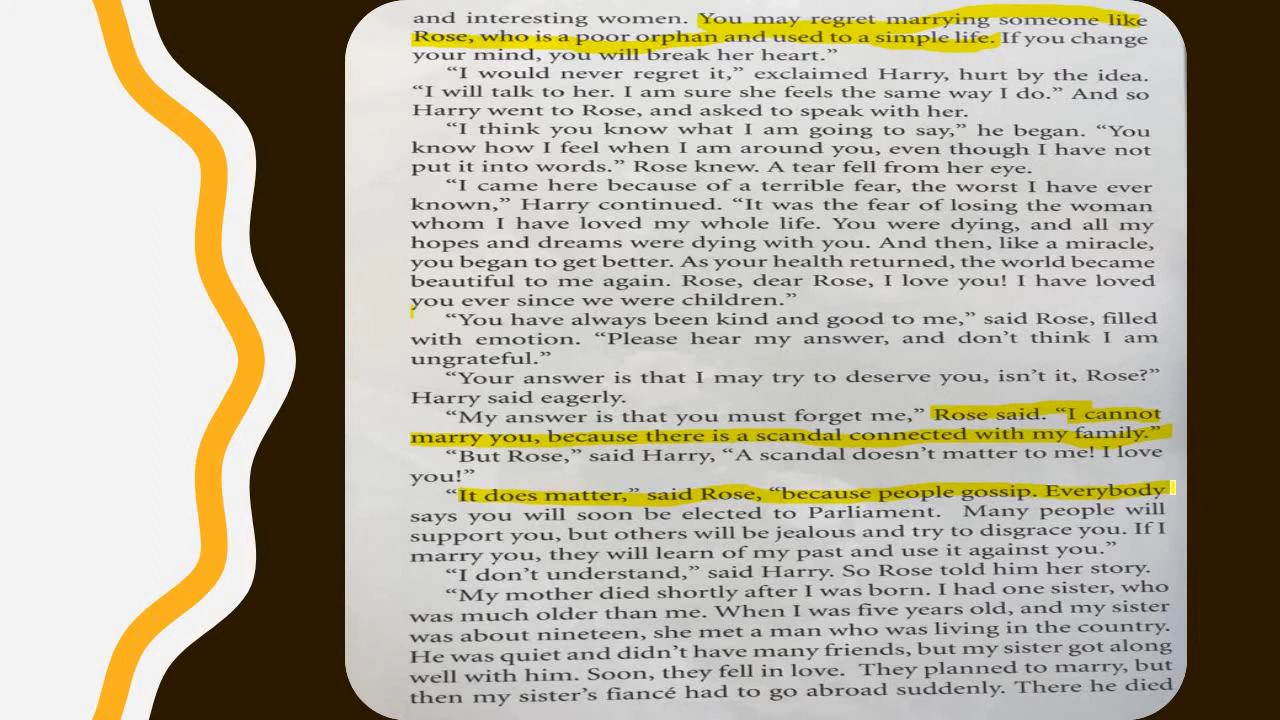 and interesting women. You may regret marrying someone like
Rose, who is a poor orphan and used to a simple life. If you change
your mind, you will break her heart.”
“I would never regret it,” exclaimed Harry, hurt by the idea.
“I will talk to her. I am sure she feels the same way I do.” And so
Harry went to Rose, and asked to speak with her.
“I think you know what I am going to say,” he began. “You
know how I feel when I am around you, even though I have not
put it into words.” Rose knew. A tear fell from her eye.
“I came here because of a terrible fear, the worst I have ever
known,” Harry continued. “It was the fear of losing the woman
whom I have loved my whole life. You were dying, and all my
hopes and dreams were dying with you. And then, like a miracle,
you began to get better. As your health returned, the world became
beautiful to me again. Rose, dear Rose, I love you! I have loved
you ever since we were children.”
“You have always been kind and good to me,” said Rose, filled
with emotion. “Please hear my answer, and don’t think I am
ungrateful.”
“Your answer is that I may try to deserve you, isn’t it, Rose?”
Harry said eagerly.
“My answer is that you must forget me,” Rose said. “I cannot
marry you, because there is a scandal connected with my family.”
“But Rose,” said Harry, “A scandal doesn’t matter to me! I love
you!”
“It does matter,” said Rose, “because people gossip. Everybody
says you will soon be elected to Parliament. Many people will
support you, but others will be jealous and try to disgrace you. If I
marry you, they will learn of my past and use it against you.”
“I don’t understand,” said Harry. So Rose told him her story.
“My mother died shortly after I was born. I had one sister, who
was much older than me. When I was five years old, and my sister
was about nineteen, she met a man who was living in the country.
He was quiet and didn’t have many friends, but my sister got along
well with him. Soon, they fell in love. They planned to marry, but
then my sister’s fiancé had to go abroad suddenly. There he died